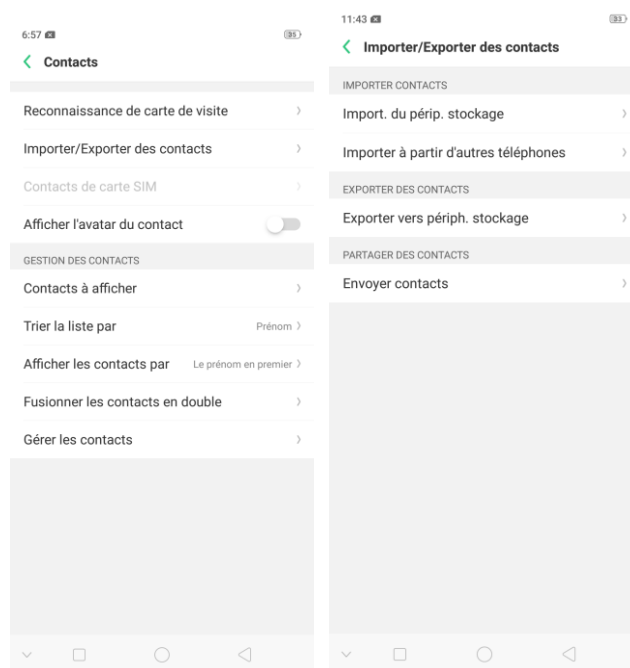 6:57
35
Contacts
Reconnaissance de carte de visite
Importer/Exporter des contacts
Contacts de carte SIM
Afficher l'avatar du contact
GESTION DES CONTACTS
Contacts à afficher
Trier la liste par Prénom
Afficher les contacts par Le prénom en premier
Fusionner les contacts en double
Gérer les contacts
11:43
33
Importer/Exporter des contacts
IMPORTER CONTACTS
Import. du périp. stockage
Importer à partir d'autres téléphones
EXPORTER DES CONTACTS
Exporter vers périph. stockage
PARTAGER DES CONTACTS
Envoyer contacts